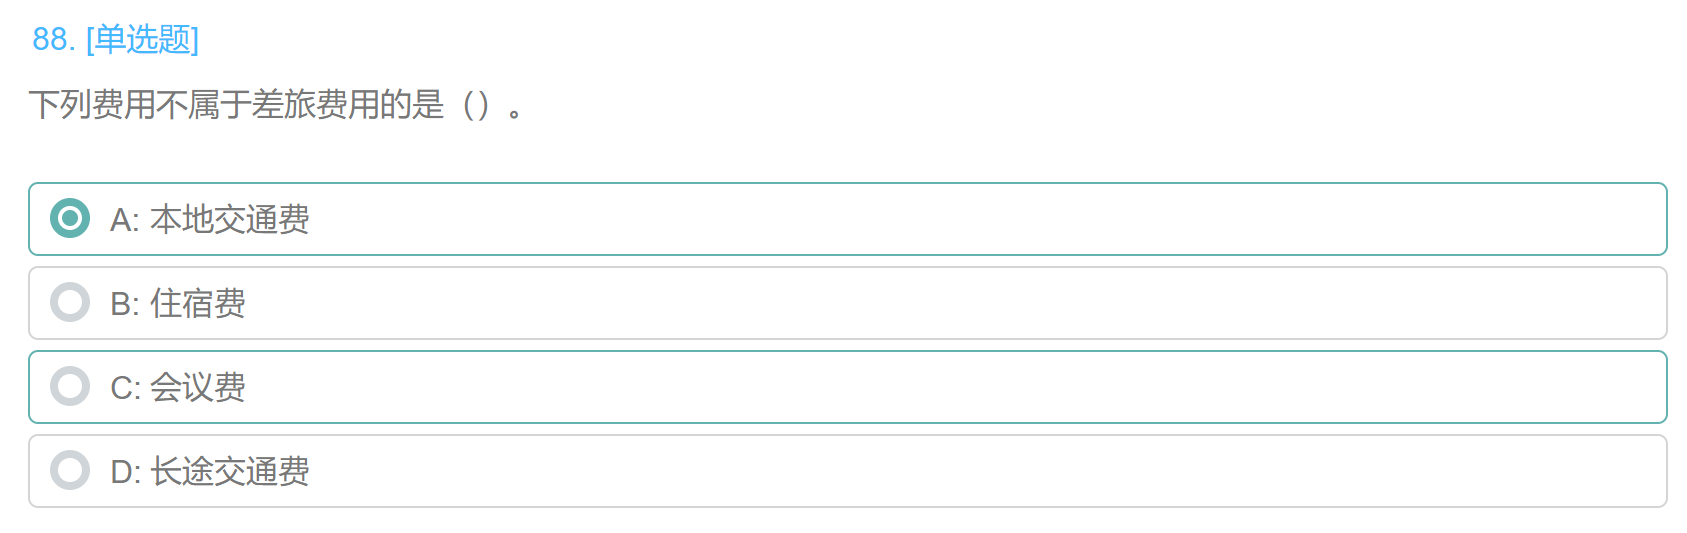 88. [单选题]
下列费用不属于差旅费用的是（）。
A: 本地交通费
B: 住宿费
C: 会议费
D: 长途交通费